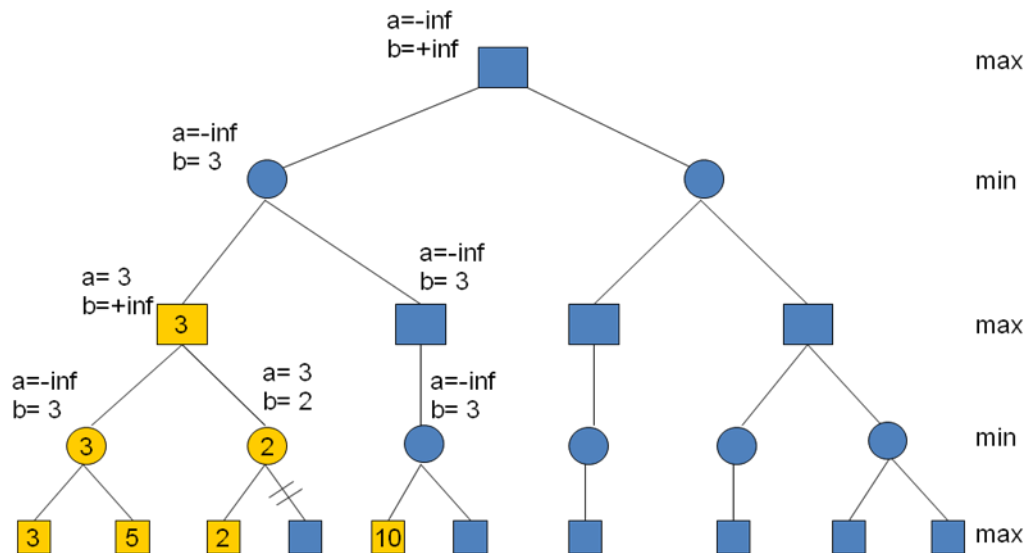 a=-inf
b=+inf
max
a=-inf
b= 3
min
a=-inf
b= 3
a= 3
b=+inf
3
max
a=-inf
b= 3
a= 3
b= 2
a=-inf
b= 3
3
2
min
3
5
2
10
max